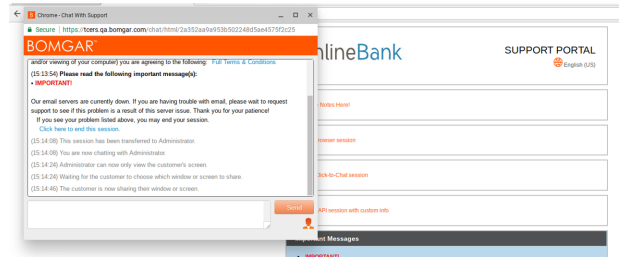 Chrome - Chat With Support
Secure | https://tcers.qa.bomgar.com/chat/html/2a352aa9a953b502248d5ae4575f2c25
BOMGAR™
and/or viewing of your computer) you are agreeing to the following: Full Terms & Conditions
(15:13:54) Please read the following important message(s):
• IMPORTANT!
Our email servers are currently down. If you are having trouble with email, please wait to request
support to see if this problem is a result of this server issue. Thank you for your patience!
If you see your problem listed above, you may end your session.
Click here to end this session.
(15:14:08) This session has been transferred to Administrator.
(15:14:08) You are now chatting with Administrator.
(15:14:24) Administrator can now only view the customer's screen.
(15:14:24) Waiting for the customer to choose which window or screen to share.
(15:14:46) The customer is now sharing their window or screen.
Send
nlineBank
SUPPORT PORTAL
English (US)
Notes Here!
rowser session
lick-to-Chat session
API session with custom info
Important Messages
• IMPORTANT!